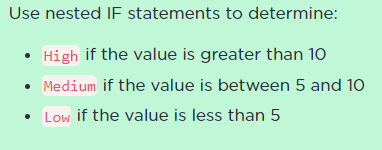 Use nested IF statements to determine:
• High if the value is greater than 10
• Medium if the value is between 5 and 10
• Low if the value is less than 5